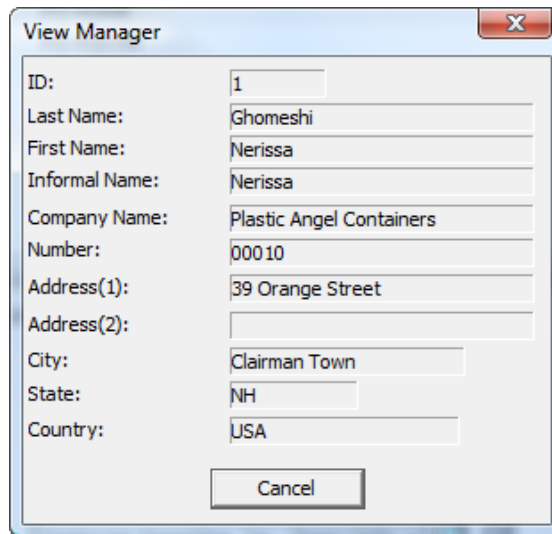 View Manager
ID: 1
Last Name: Ghomeshi
First Name: Nerissa
Informal Name: Nerissa
Company Name: Plastic Angel Containers
Number: 00010
Address(1): 39 Orange Street
Address(2):
City: Clairman Town
State: NH
Country: USA
Cancel